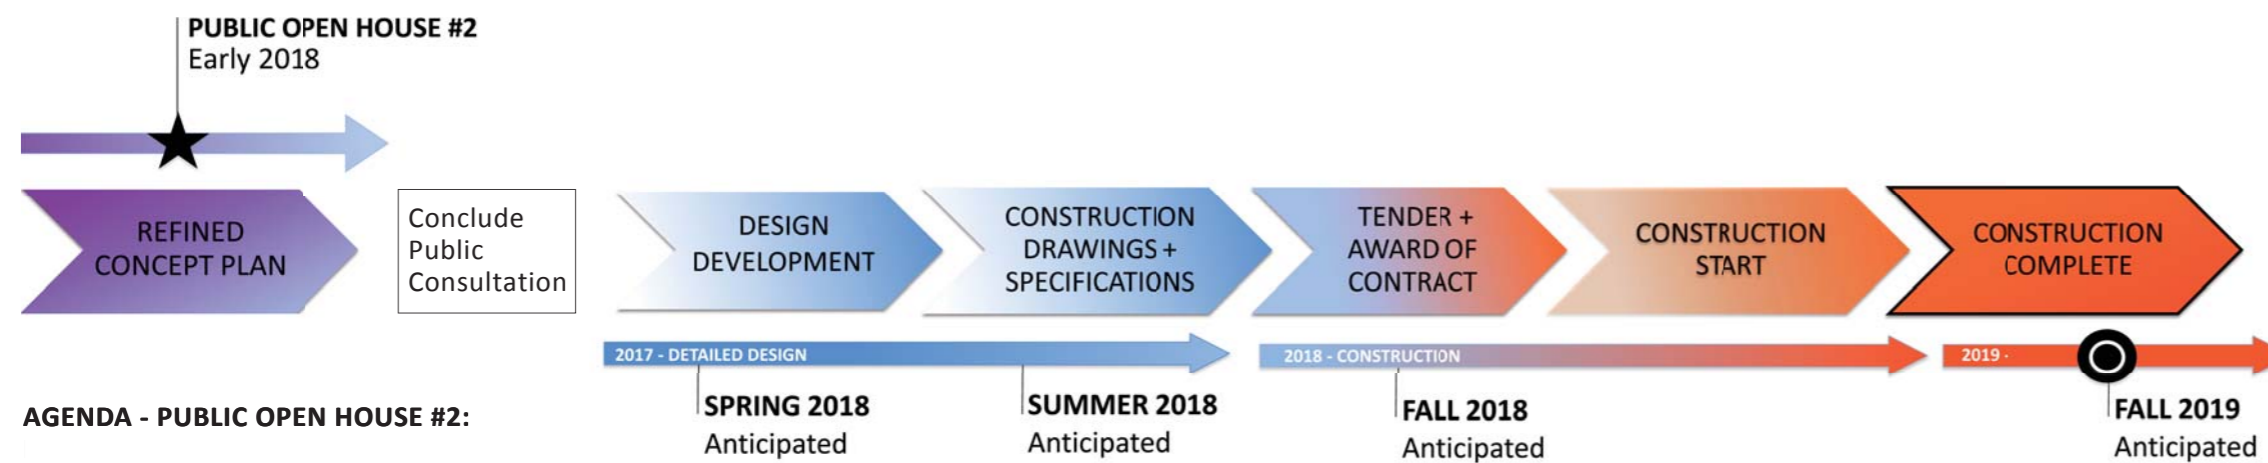 PUBLIC OPEN HOUSE #2
Early 2018
REFINED
CONCEPT PLAN
Conclude
Public
Consultation
DESIGN
DEVELOPMENT
CONSTRUCTION
DRAWINGS +
SPECIFICATIONS
TENDER +
AWARD OF
CONTRACT
CONSTRUCTION
START
CONSTRUCTION
COMPLETE
2017 - DETAILED DESIGN
2018 - CONSTRUCTION
2019 -
SPRING 2018
Anticipated
SUMMER 2018
Anticipated
FALL 2018
Anticipated
FALL 2019
Anticipated
AGENDA - PUBLIC OPEN HOUSE #2: